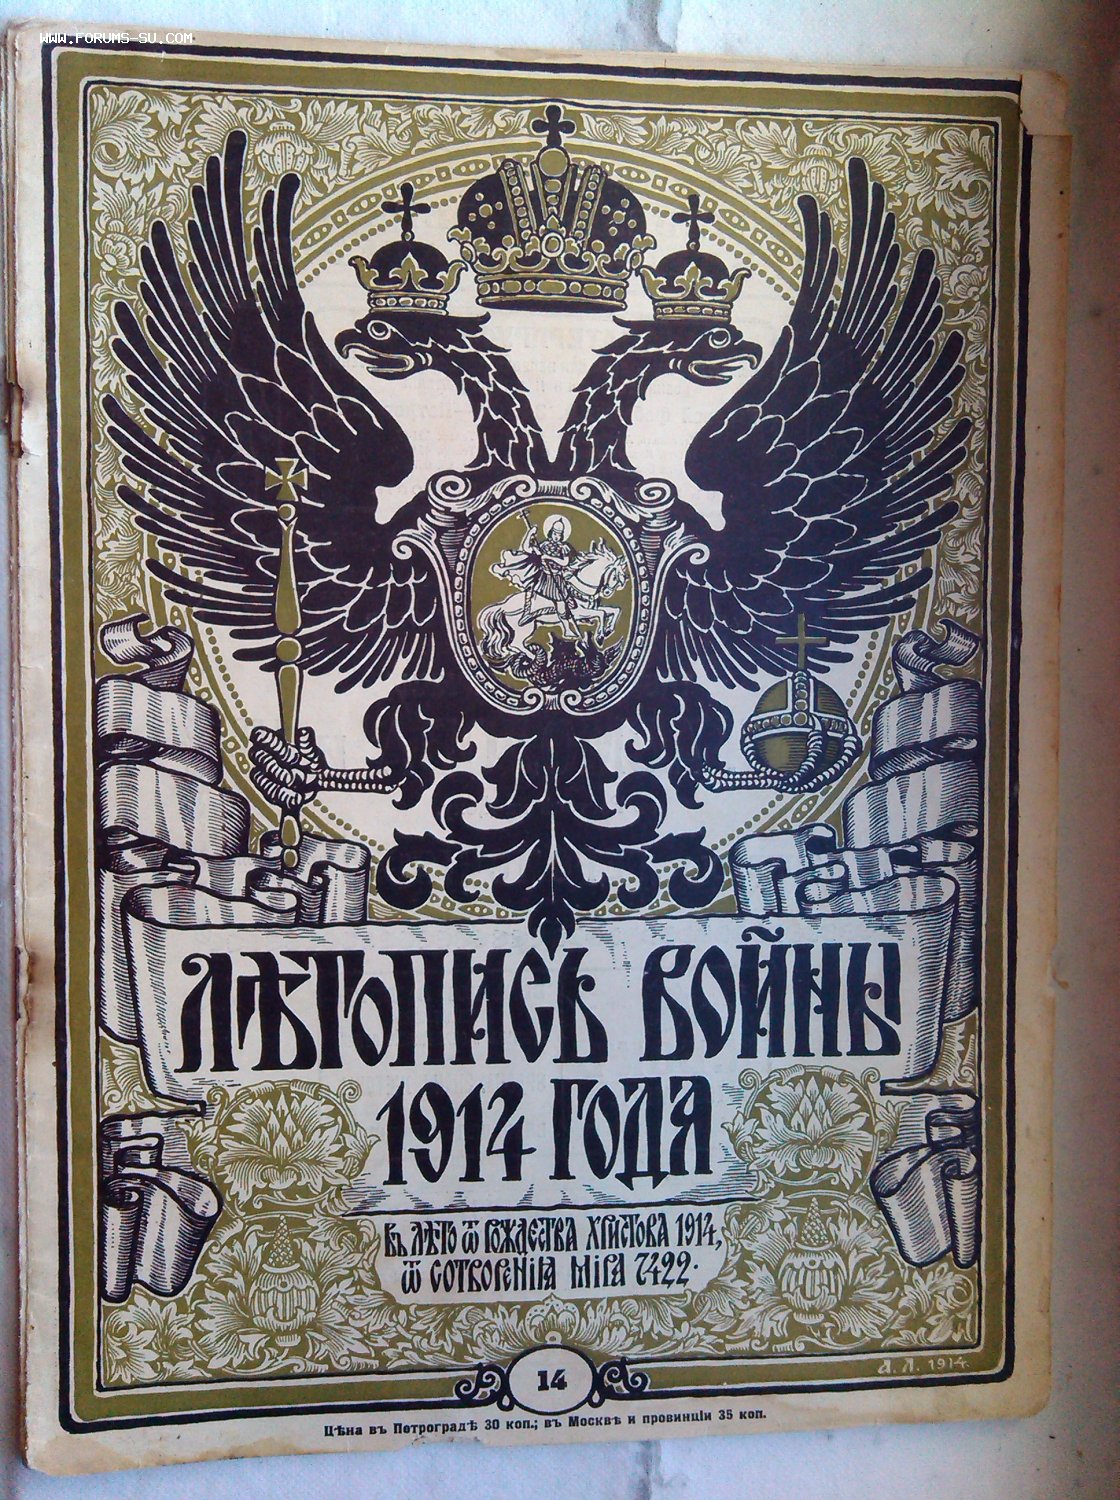 WWW.FORUMS-SU.COM
ЛѢТОПИСЬ ВОЙНЫ
1914 ГОДА
ВЪ ЛѢТО Ѿ РОЖДЕСТВА ХРИСТОВА 1914,
Ѿ СОТВОРЕНІЯ МІРА 7422.
А.Л. 1914.
14
Цѣна въ Петроградѣ 30 коп.; въ Москвѣ и провинціи 35 коп.